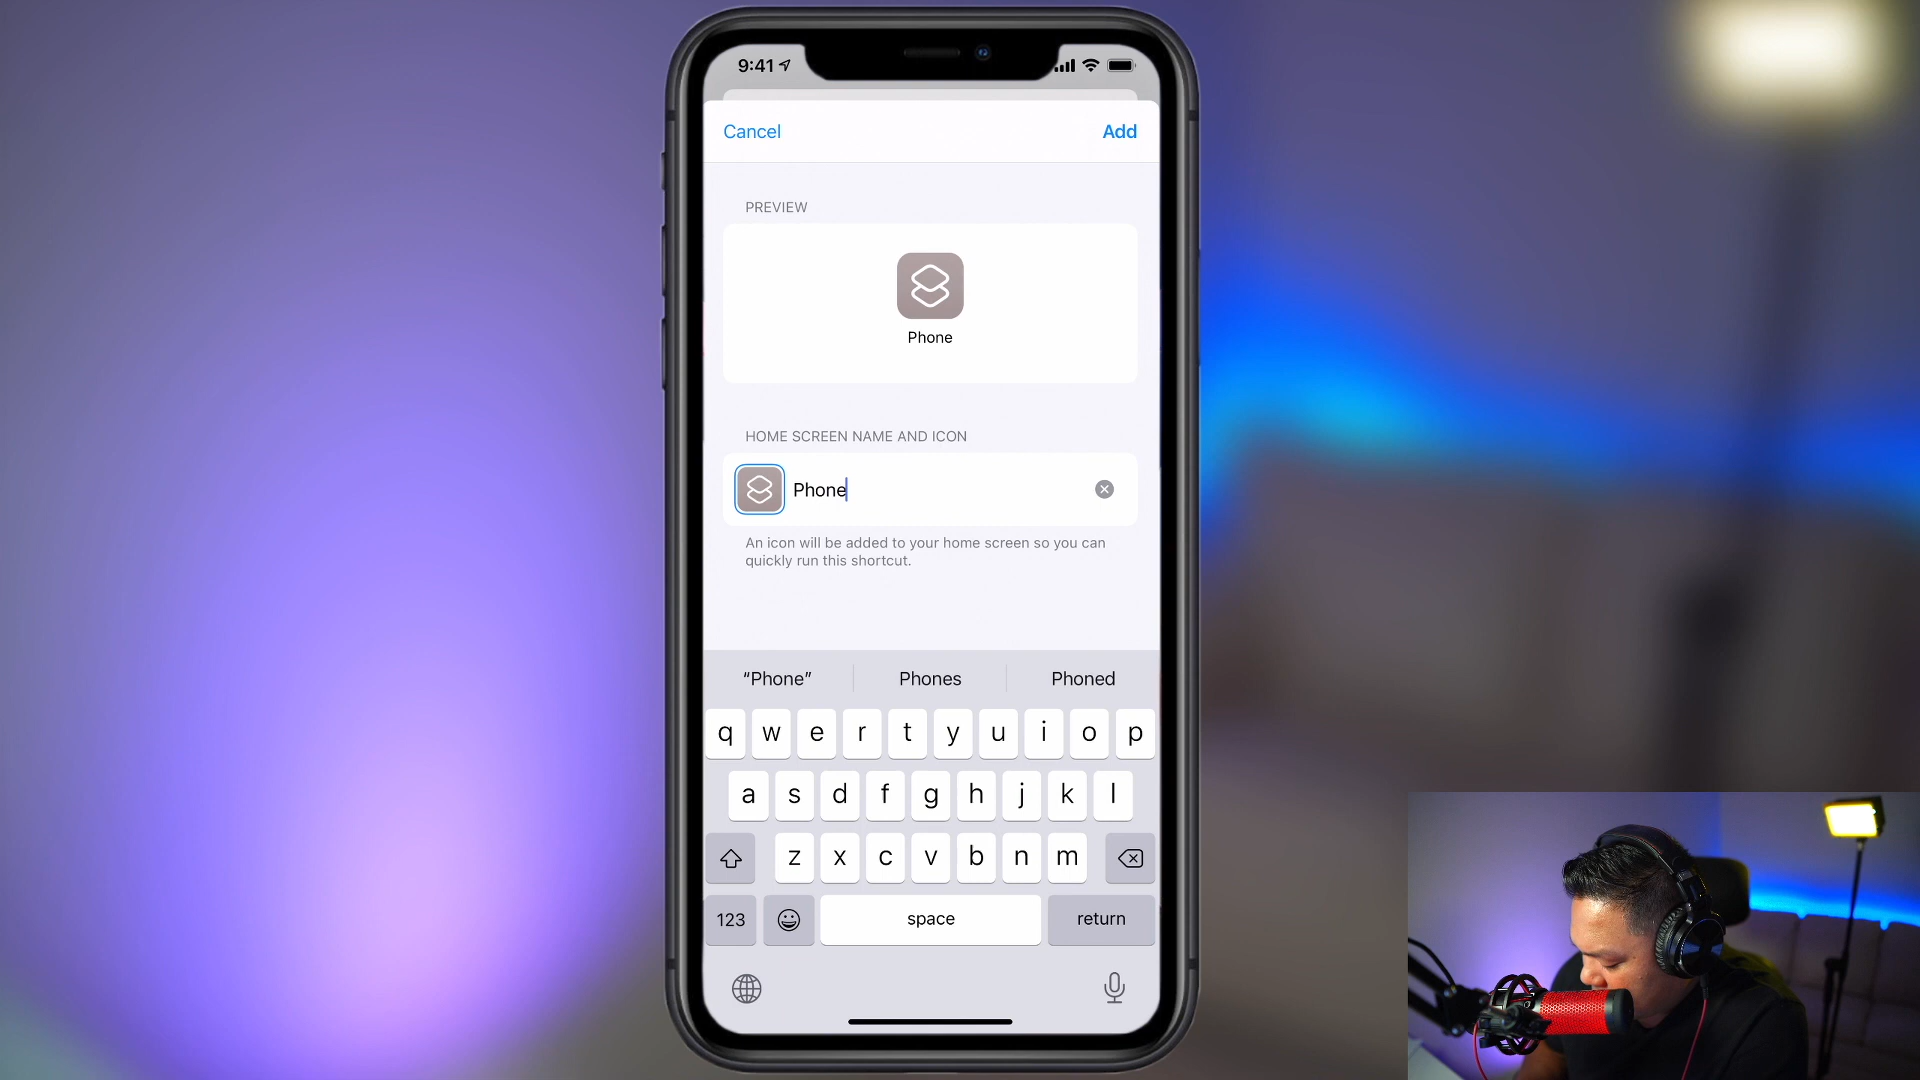 9:41
Cancel
Add
PREVIEW
Phone
HOME SCREEN NAME AND ICON
Phone
An icon will be added to your home screen so you can
quickly run this shortcut.
“Phone” Phones Phoned
q w e r t y u i o p
a s d f g h j k l
z x c v b n m
123 space return